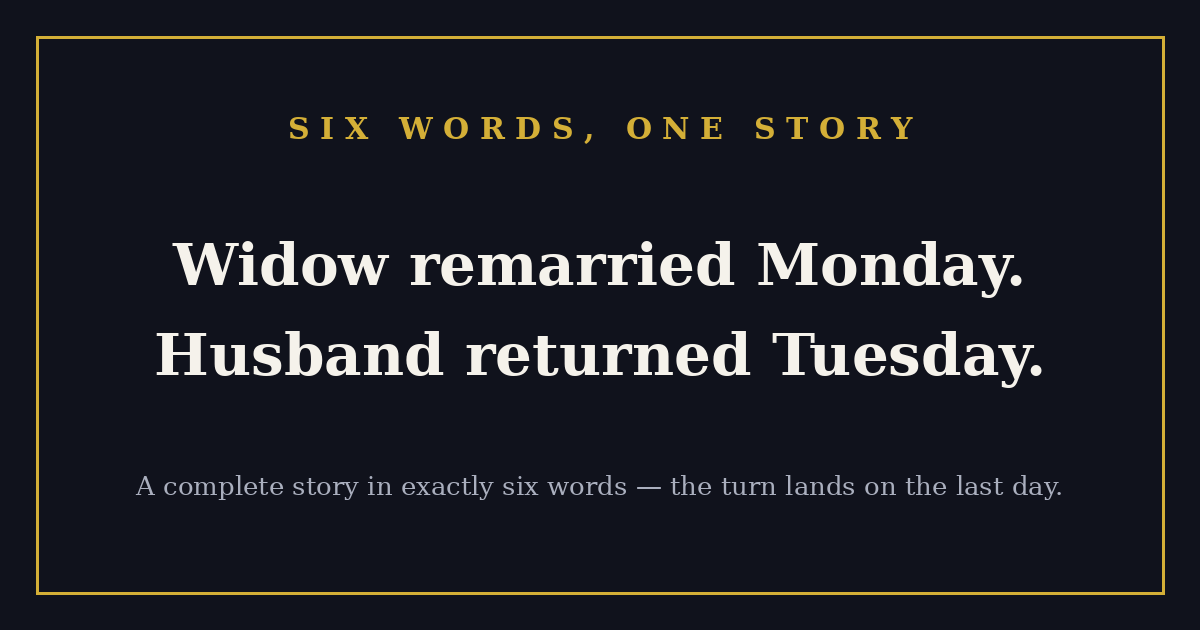 SIX WORDS, ONE STORY
Widow remarried Monday.
Husband returned Tuesday.
A complete story in exactly six words — the turn lands on the last day.